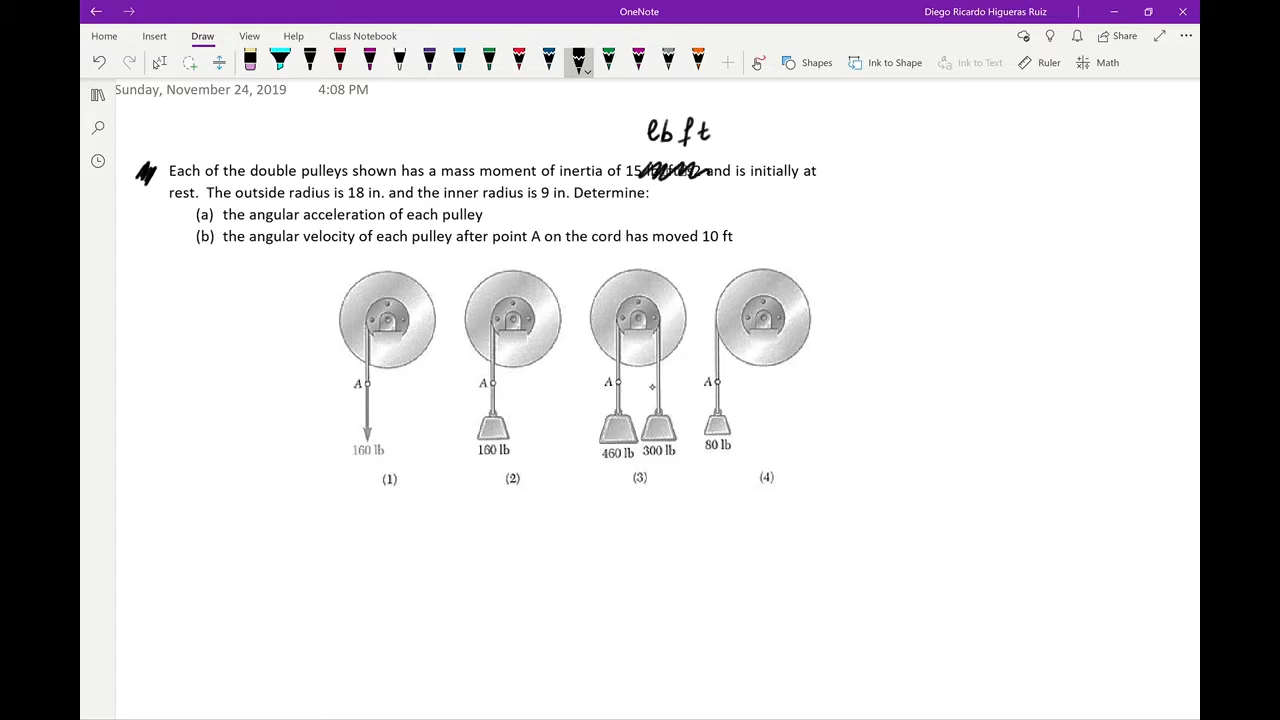 OneNote
Diego Ricardo Higueras Ruiz
Home Insert Draw View Help Class Notebook
Share
Shapes Ink to Shape Ink to Text Ruler Math
Sunday, November 24, 2019 4:08 PM
lb ft
Each of the double pulleys shown has a mass moment of inertia of 15 and is initially at
rest. The outside radius is 18 in. and the inner radius is 9 in. Determine:
(a) the angular acceleration of each pulley
(b) the angular velocity of each pulley after point A on the cord has moved 10 ft
A A A A
160 lb 160 lb 460 lb 300 lb 80 lb
(1) (2) (3) (4)